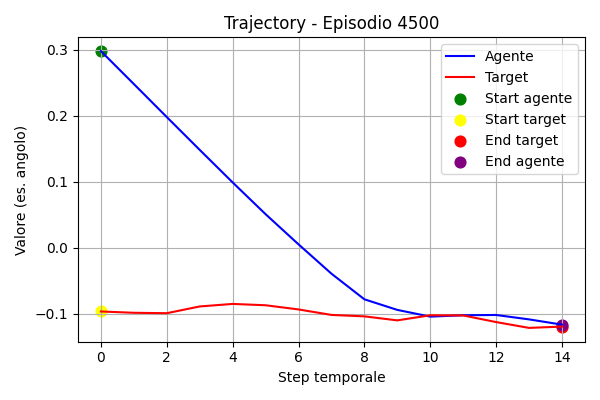 Trajectory - Episodio 4500
Agente
Target
Start agente
Start target
End target
End agente
Valore (es. angolo)
0.3
0.2
0.1
0.0
−0.1
0
2
4
6
8
10
12
14
Step temporale